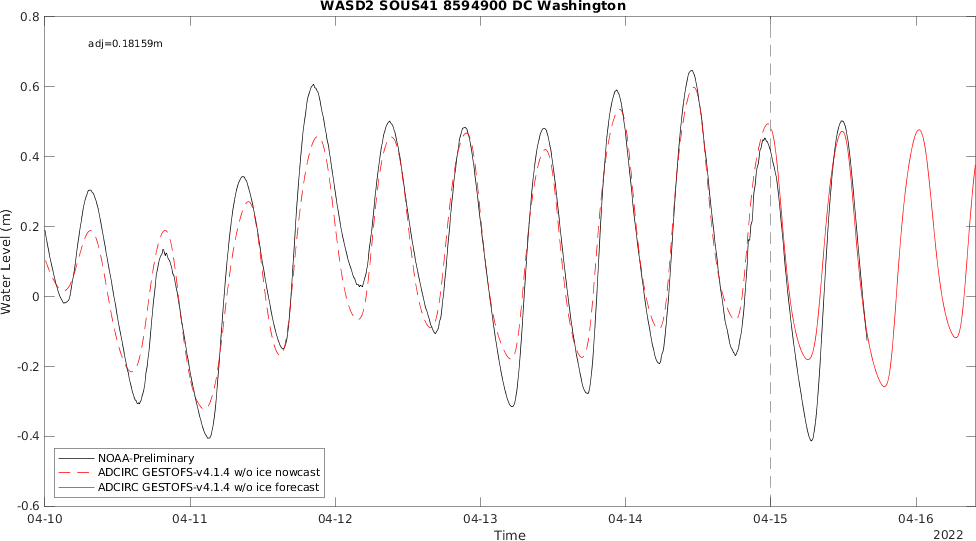 WASD2 SOUS41 8594900 DC Washington
adj=0.18159m
0.8
0.6
0.4
0.2
0
-0.2
-0.4
-0.6
Water Level (m)
NOAA-Preliminary
ADCIRC GESTOFS-v4.1.4 w/o ice nowcast
ADCIRC GESTOFS-v4.1.4 w/o ice forecast
04-10 04-11 04-12 04-13 04-14 04-15 04-16
Time
2022